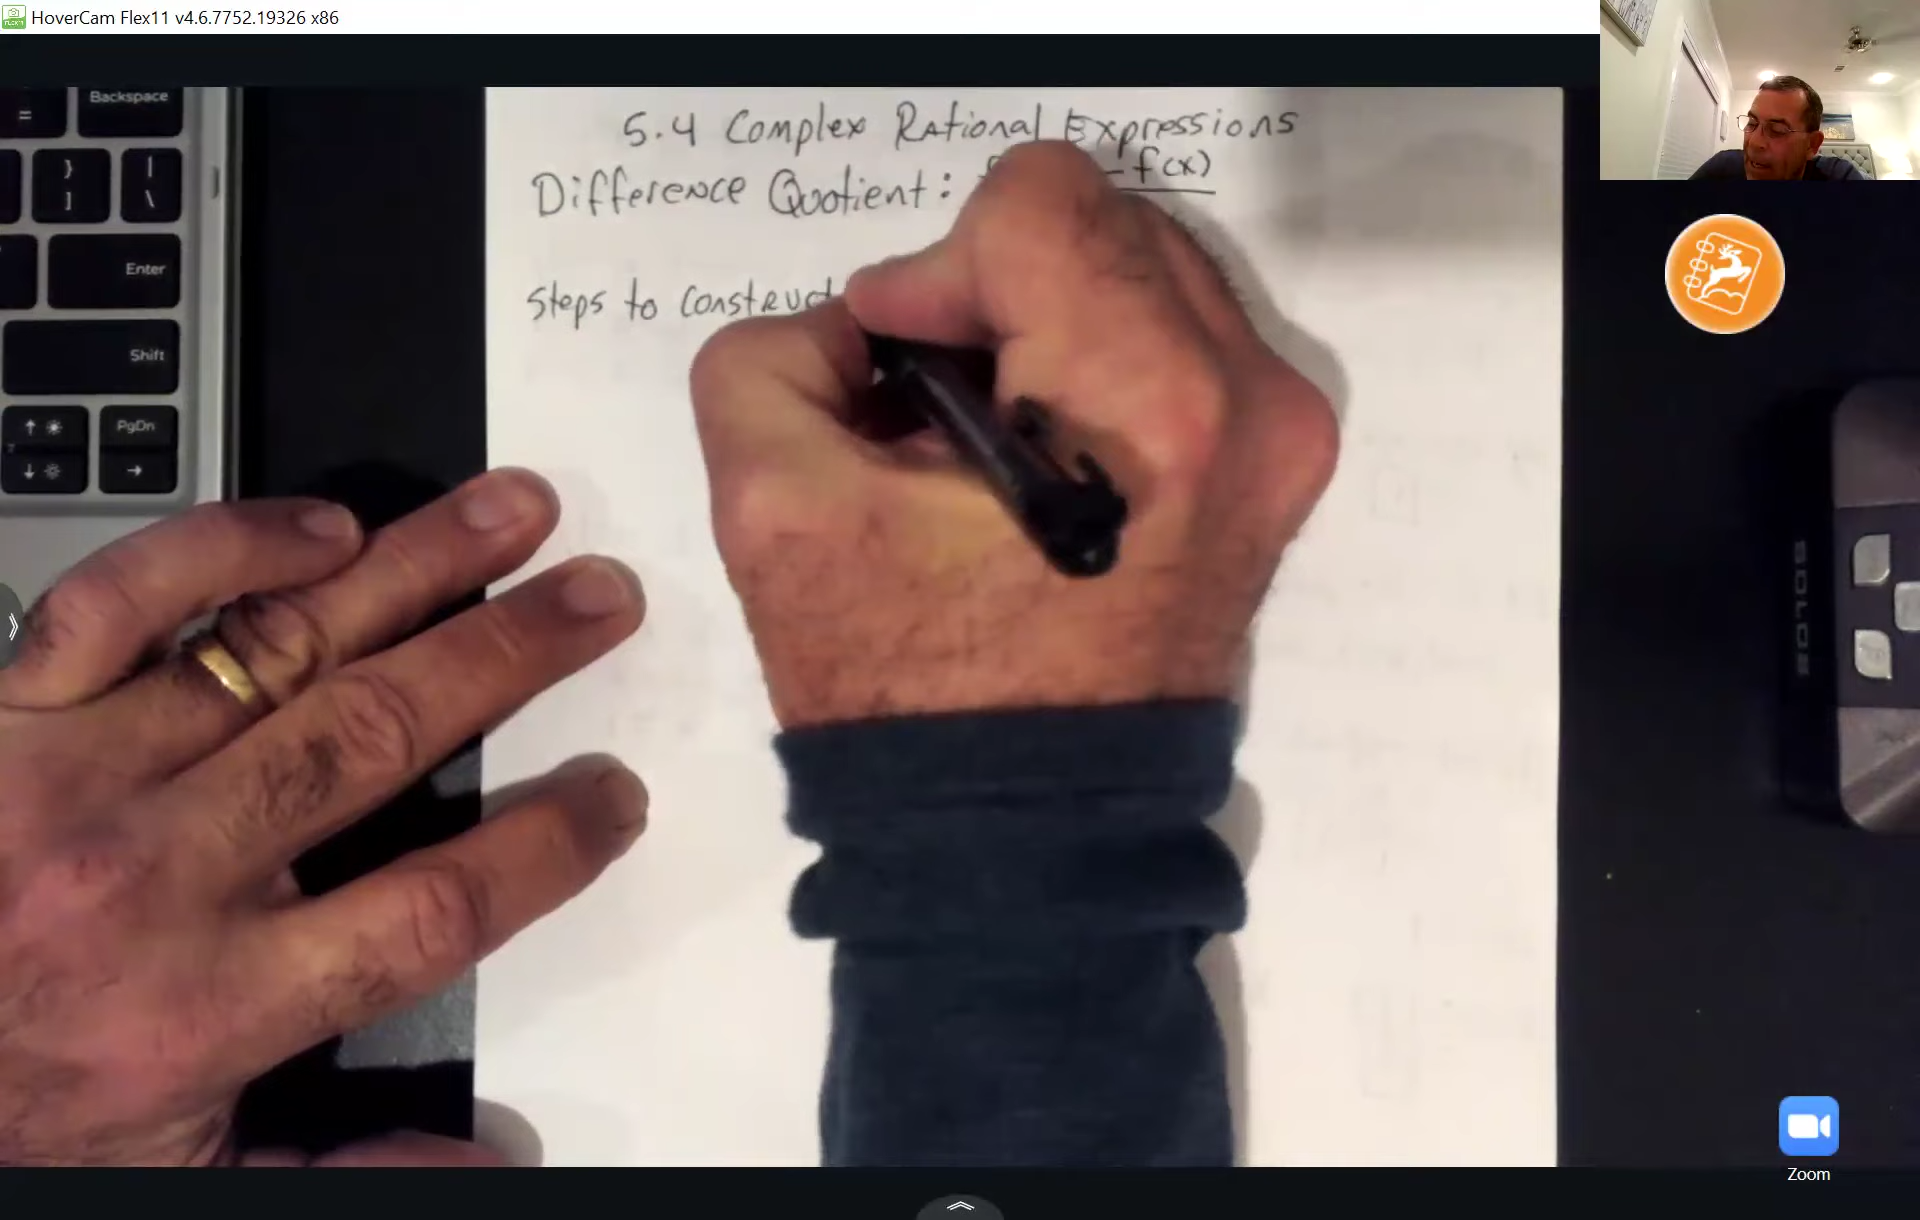 HoverCam Flex11 v4.6.7752.19326 x86
Backspace
=
}
]
|
\
Enter
Shift
PgDn
5.4 Complex Rational Expressions
- f(x)
Difference Quotient:
Steps to construct
SOLOS
Zoom